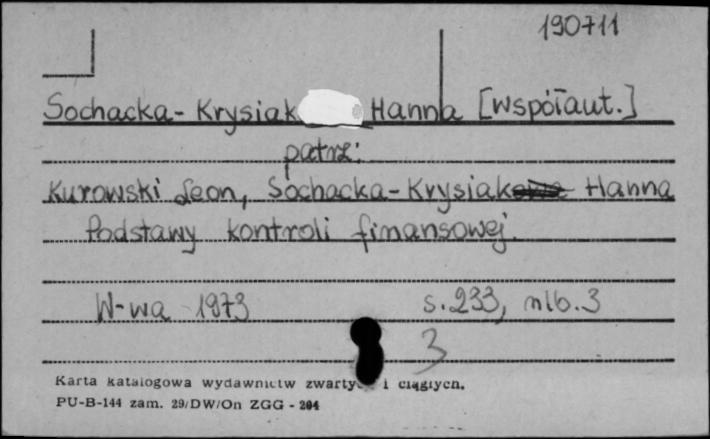 190711
Sochacka-Krysiak Hanna [współaut.]
patrz:
Kurowski Leon, Sochacka-Krysiak Hanna
Podstawy kontroli finansowej.
W-wa 1973 s.233, nlb.3
3
Karta katalogowa wydawnictw zwartych i ciągłych.
PU-B-144 zam. 29/DW/On ZGG - 204